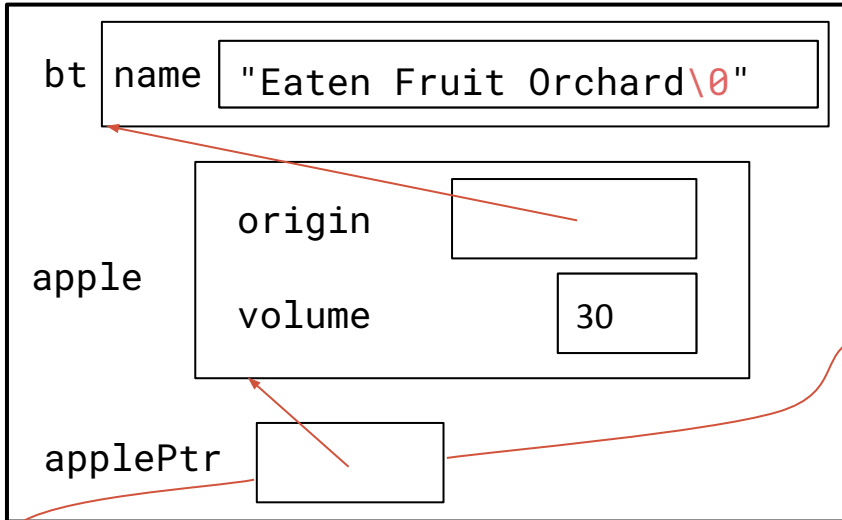 bt name "Eaten Fruit Orchard\0"
origin
apple
volume 30
applePtr